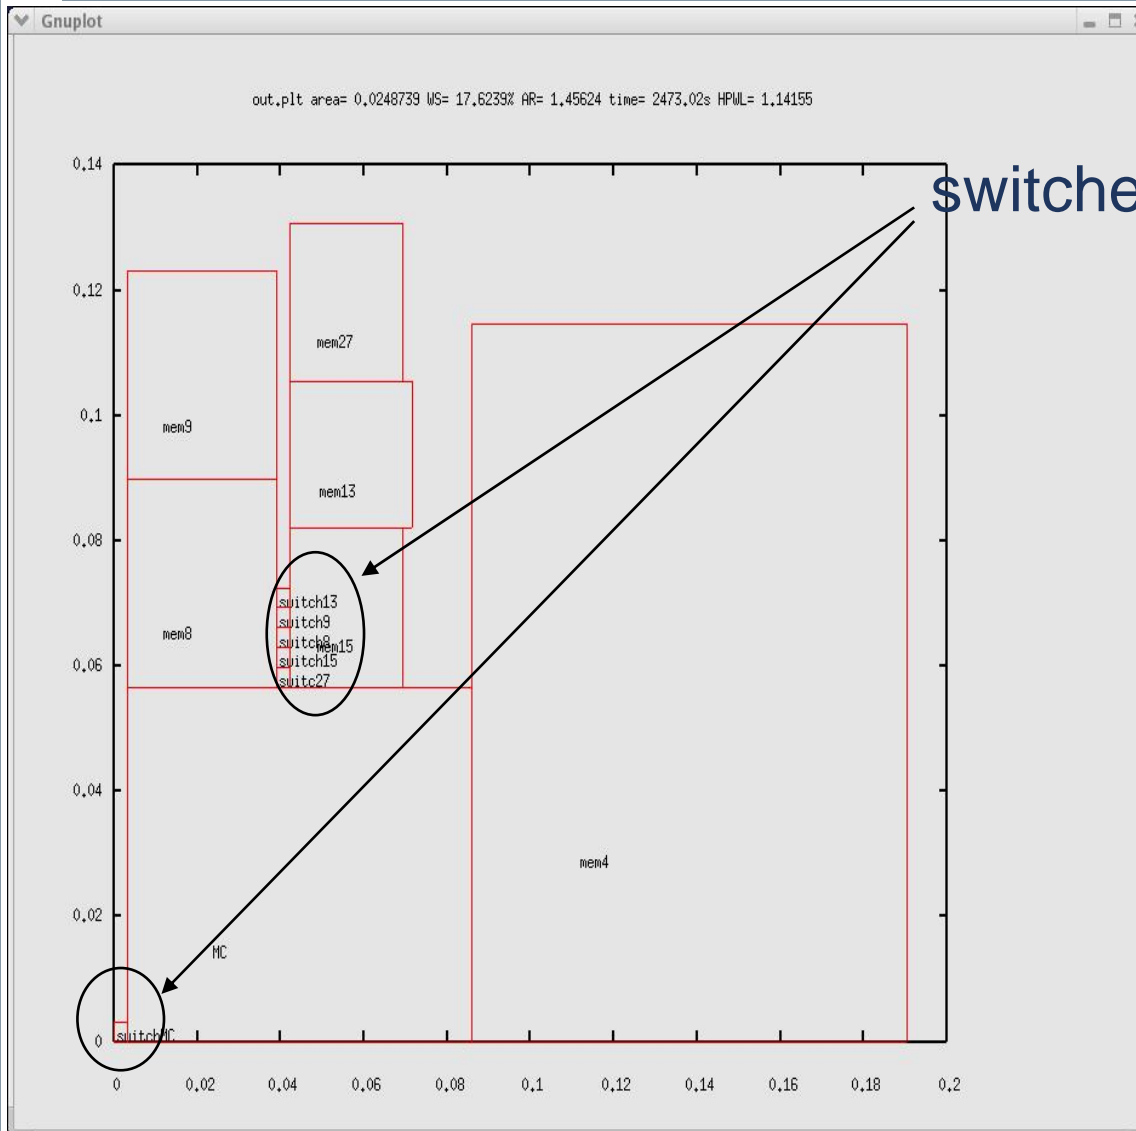 Gnuplot
out.plt area= 0.0248739 WS= 17.6239% AR= 1.45624 time= 2473.02s HPWL= 1.14155
switche
0.14
0.12
0.1
0.08
0.06
0.04
0.02
0
mem27
mem9
mem13
switch13
switch9
mem8
switch8
mem15
switch15
suitc27
mem4
MC
switchMC
0
0.02
0.04
0.06
0.08
0.1
0.12
0.14
0.16
0.18
0.2